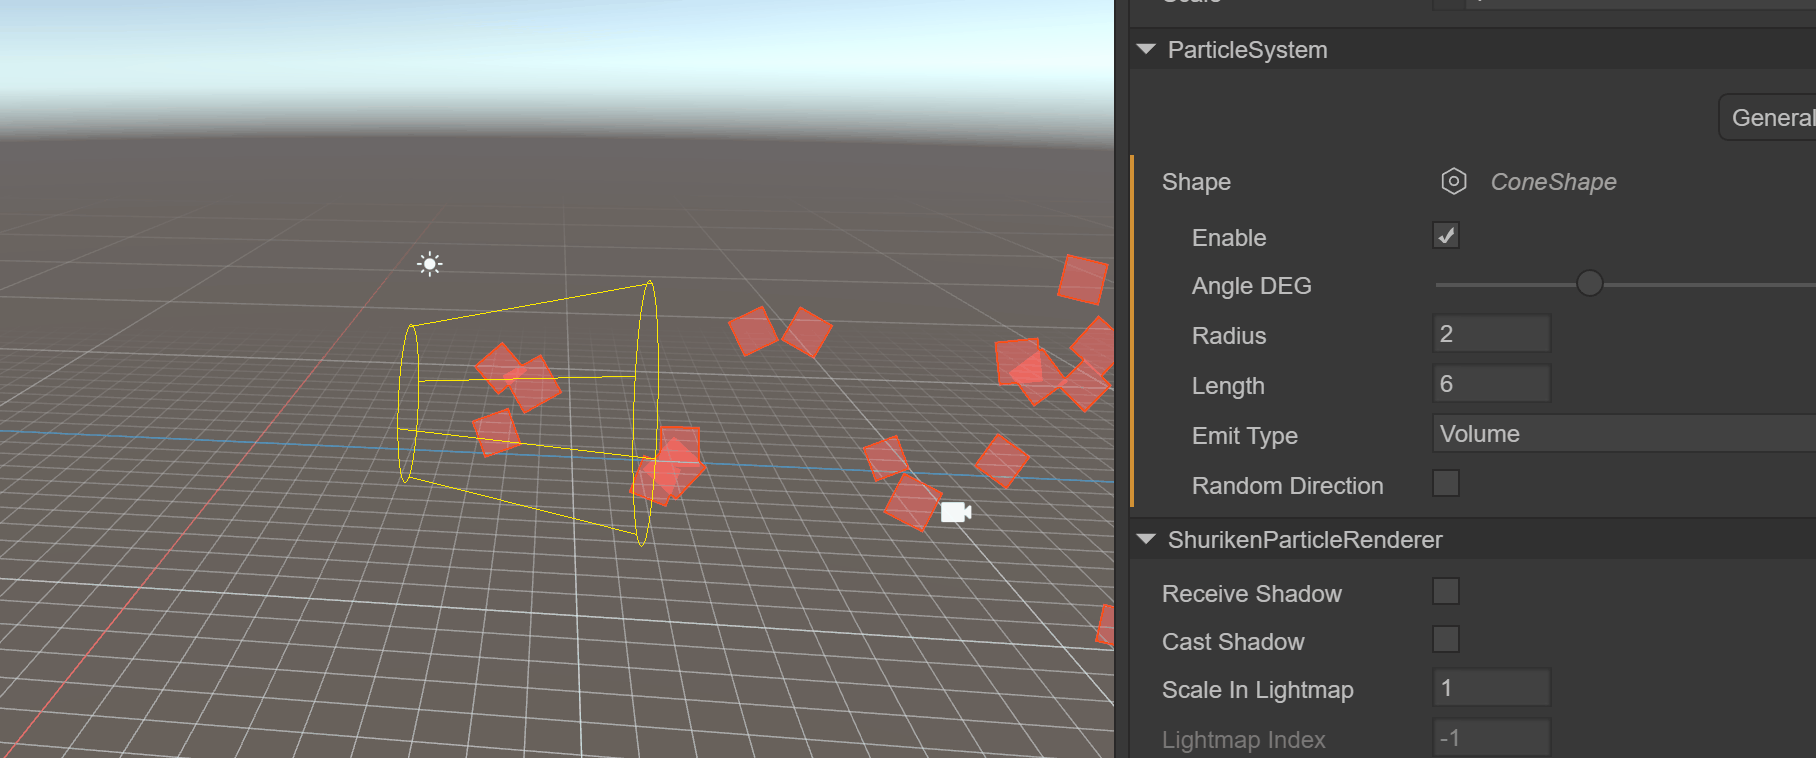 ParticleSystem
General
Shape ConeShape
Enable
Angle DEG
Radius 2
Length 6
Emit Type Volume
Random Direction
ShurikenParticleRenderer
Receive Shadow
Cast Shadow
Scale In Lightmap 1
Lightmap Index -1